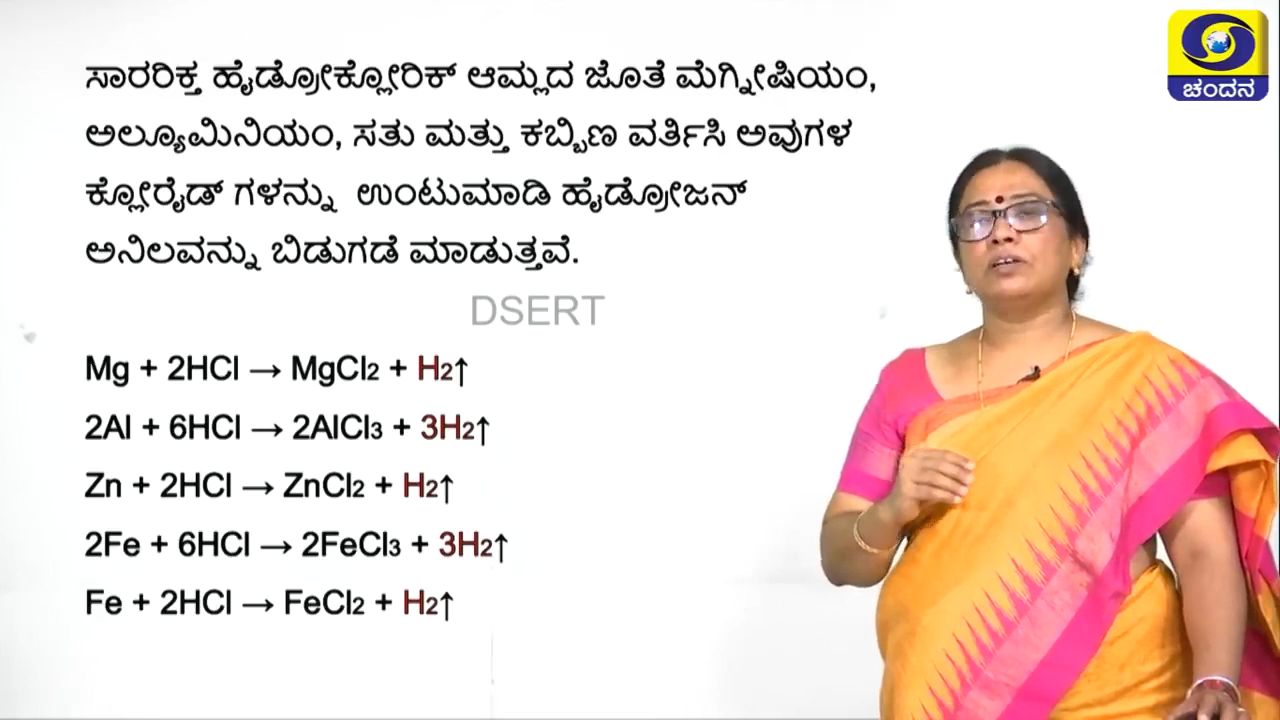 ಸಾರರಿಕ್ತ ಹೈಡ್ರೋಕ್ಲೋರಿಕ್ ಆಮ್ಲದ ಜೊತೆ ಮೆಗ್ನೀಷಿಯಂ,
ಅಲ್ಯೂಮಿನಿಯಂ, ಸತು ಮತ್ತು ಕಬ್ಬಿಣ ವರ್ತಿಸಿ ಅವುಗಳ
ಕ್ಲೋರೈಡ್ ಗಳನ್ನು ಉಂಟುಮಾಡಿ ಹೈಡ್ರೋಜನ್
ಅನಿಲವನ್ನು ಬಿಡುಗಡೆ ಮಾಡುತ್ತವೆ.
DSERT
Mg + 2HCl → MgCl2 + H2↑
2Al + 6HCl → 2AlCl3 + 3H2↑
Zn + 2HCl → ZnCl2 + H2↑
2Fe + 6HCl → 2FeCl3 + 3H2↑
Fe + 2HCl → FeCl2 + H2↑
ಚಂದನ